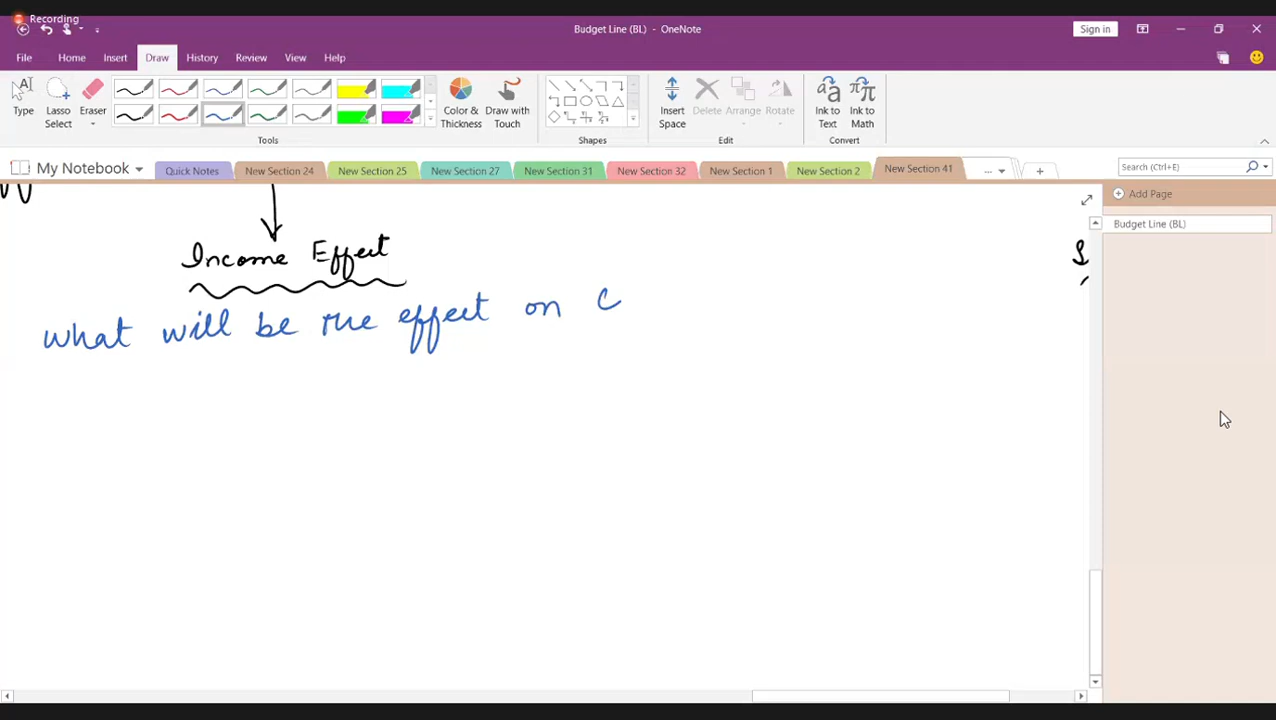 Recording
Budget Line (BL) - OneNote
Sign in
File Home Insert Draw History Review View Help
Type
Lasso Select
Eraser
Color & Thickness
Draw with Touch
Insert Space
Delete Arrange Rotate
Ink to Text
Ink to Math
Tools Shapes Edit Convert
My Notebook Quick Notes New Section 24 New Section 25 New Section 27 New Section 31 New Section 32 New Section 1 New Section 2 New Section 41 ... Search (Ctrl+E)
Add Page
Budget Line (BL)
Income Effect
What will be the effect on C